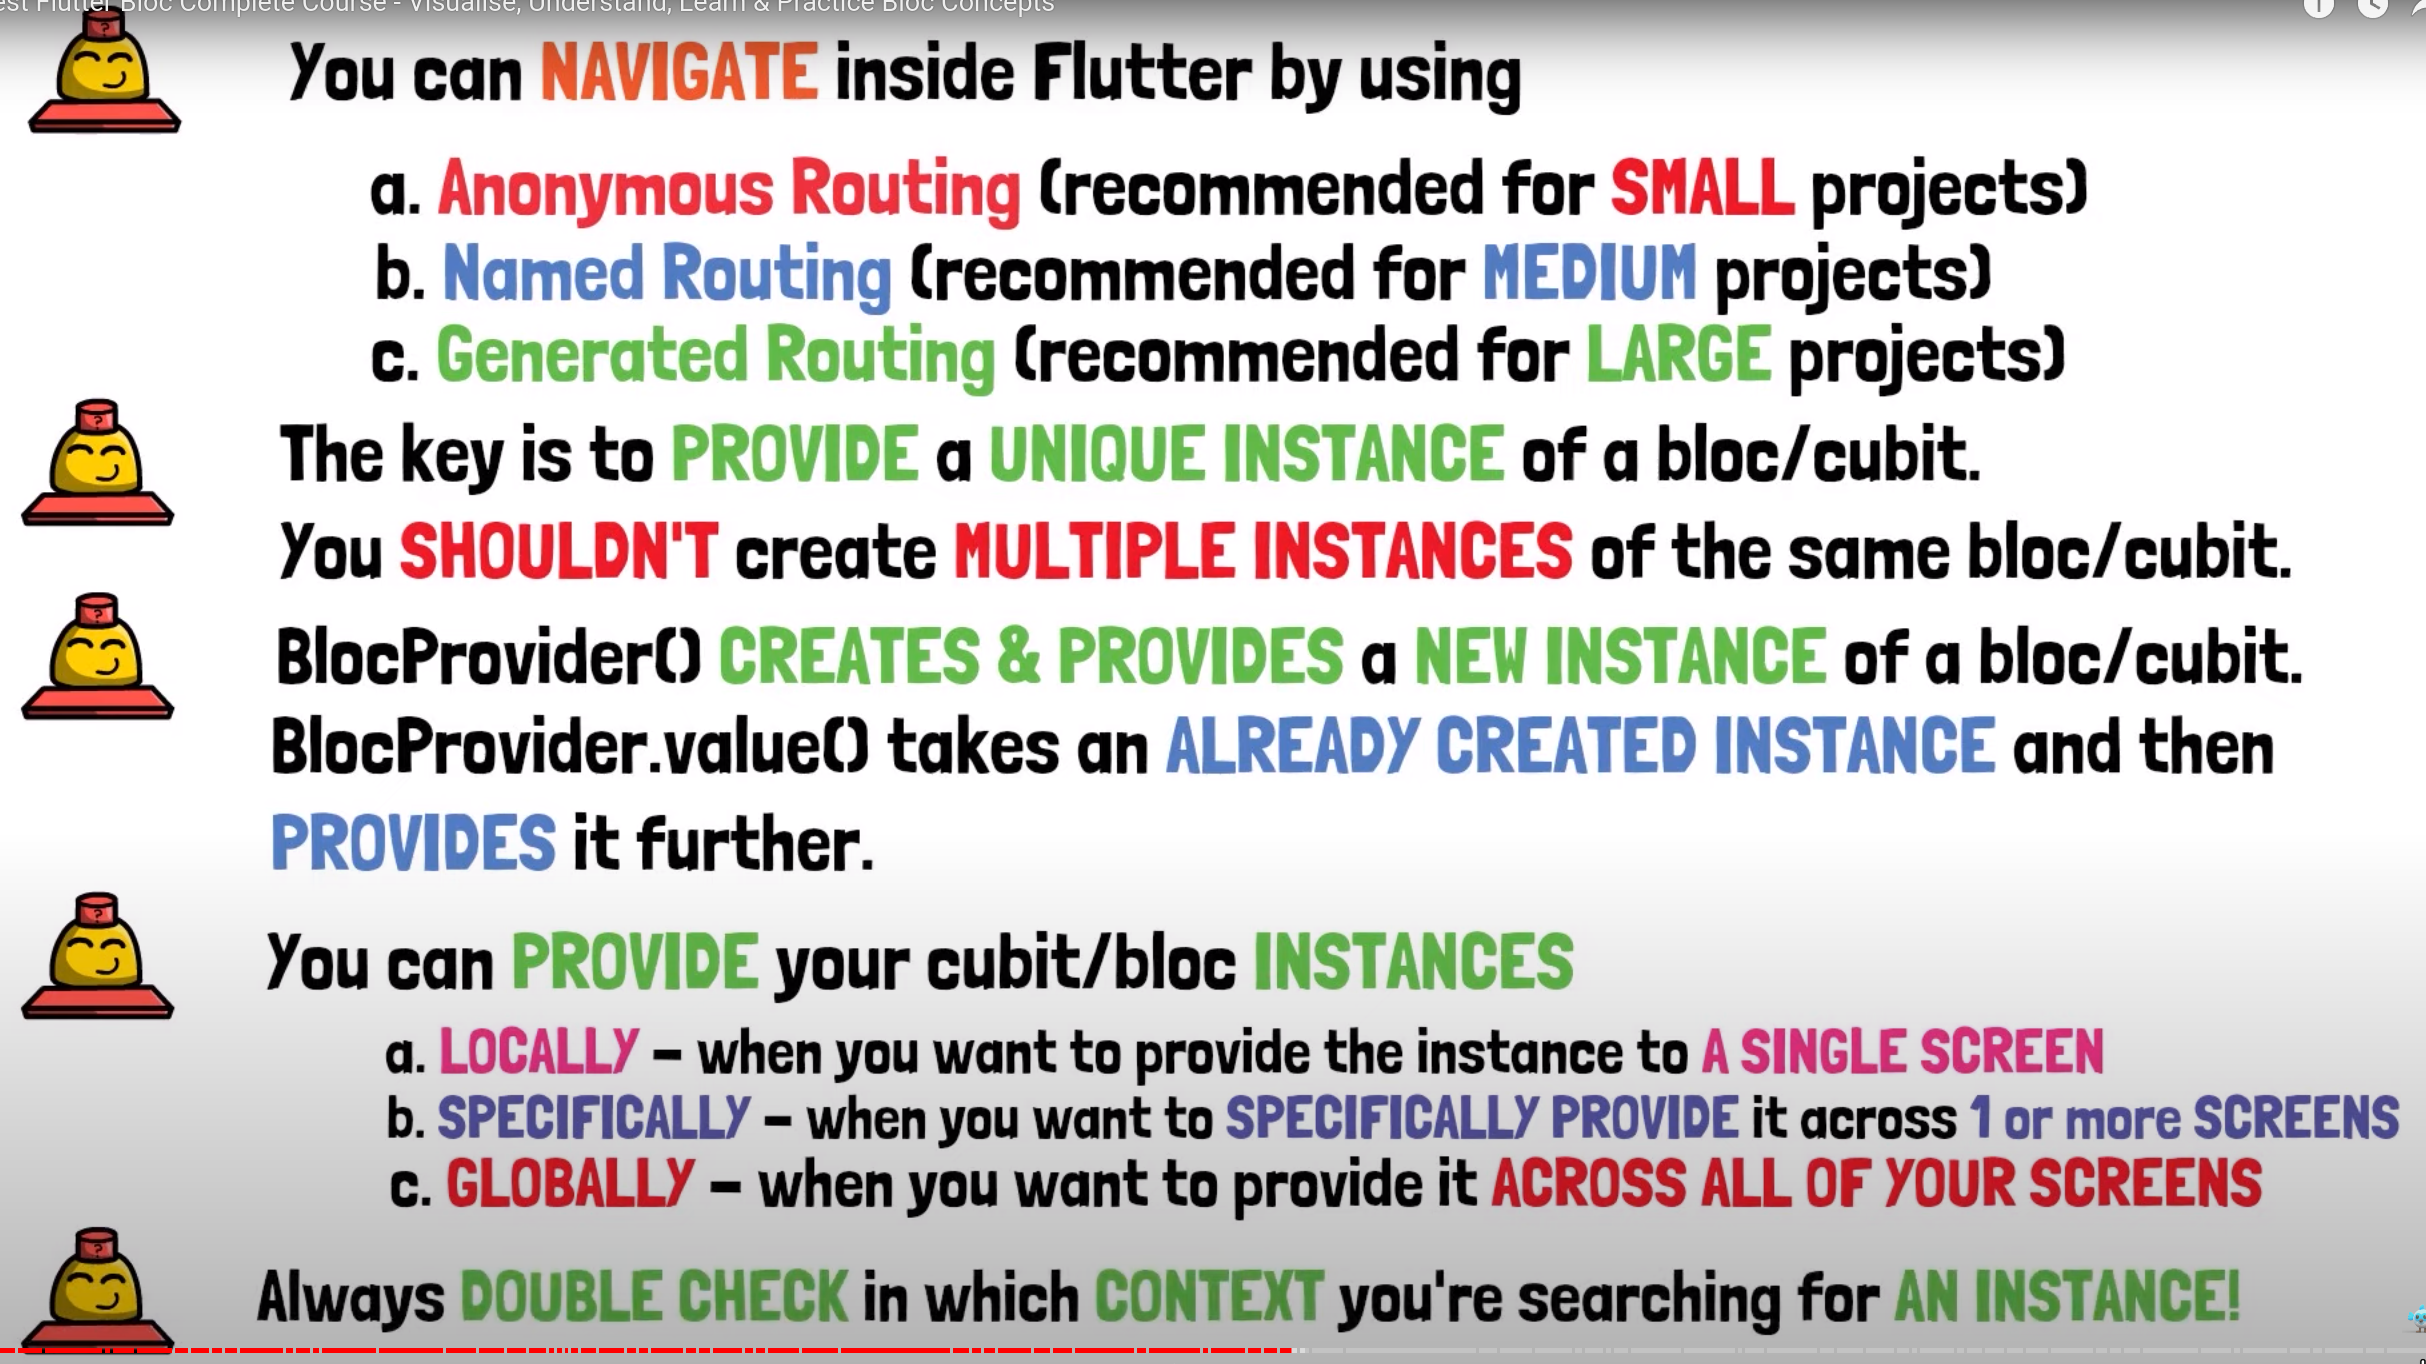 est Flutter Bloc Complete Course - Visualise, Understand, Learn & Practice Bloc Concepts
?
You can NAVIGATE inside Flutter by using
a. Anonymous Routing (recommended for SMALL projects)
b. Named Routing (recommended for MEDIUM projects)
c. Generated Routing (recommended for LARGE projects)
?
The key is to PROVIDE a UNIQUE INSTANCE of a bloc/cubit.
You SHOULDN'T create MULTIPLE INSTANCES of the same bloc/cubit.
?
BlocProvider() CREATES & PROVIDES a NEW INSTANCE of a bloc/cubit.
BlocProvider.value() takes an ALREADY CREATED INSTANCE and then
PROVIDES it further.
?
You can PROVIDE your cubit/bloc INSTANCES
a. LOCALLY – when you want to provide the instance to A SINGLE SCREEN
b. SPECIFICALLY – when you want to SPECIFICALLY PROVIDE it across 1 or more SCREENS
c. GLOBALLY – when you want to provide it ACROSS ALL OF YOUR SCREENS
?
Always DOUBLE CHECK in which CONTEXT you're searching for AN INSTANCE!